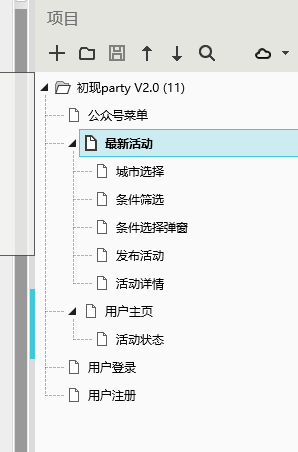 项目
初现party V2.0 (11)
公众号菜单
最新活动
城市选择
条件筛选
条件选择弹窗
发布活动
活动详情
用户主页
活动状态
用户登录
用户注册